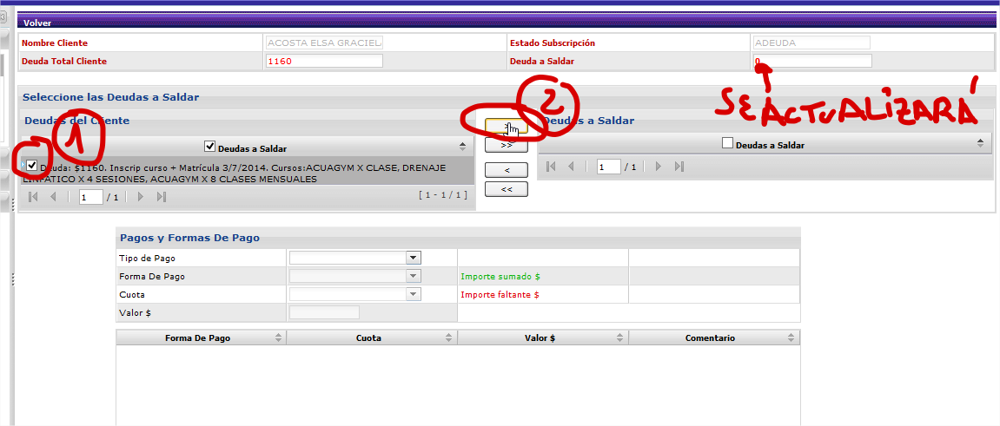 Volver
Nombre Cliente ACOSTA ELSA GRACIEL Estado Subscripción ADEUDA
Deuda Total Cliente 1160 Deuda a Saldar 0
SE ACTUALIZARÁ
Seleccione las Deudas a Saldar
2
Deudas del Cliente > Deudas a Saldar
1
Deudas a Saldar >> Deudas a Saldar
Deuda: $1160. Inscrip curso + Matrícula 3/7/2014. Cursos:ACUAGYM X CLASE, DRENAJE
LINFATICO X 4 SESIONES, ACUAGYM X 8 CLASES MENSUALES
< 1 / 1
1 / 1 [ 1 - 1 / 1 ] <<
Pagos y Formas De Pago
Tipo de Pago
Forma De Pago Importe sumado $
Cuota Importe faltante $
Valor $
Forma De Pago Cuota Valor $ Comentario